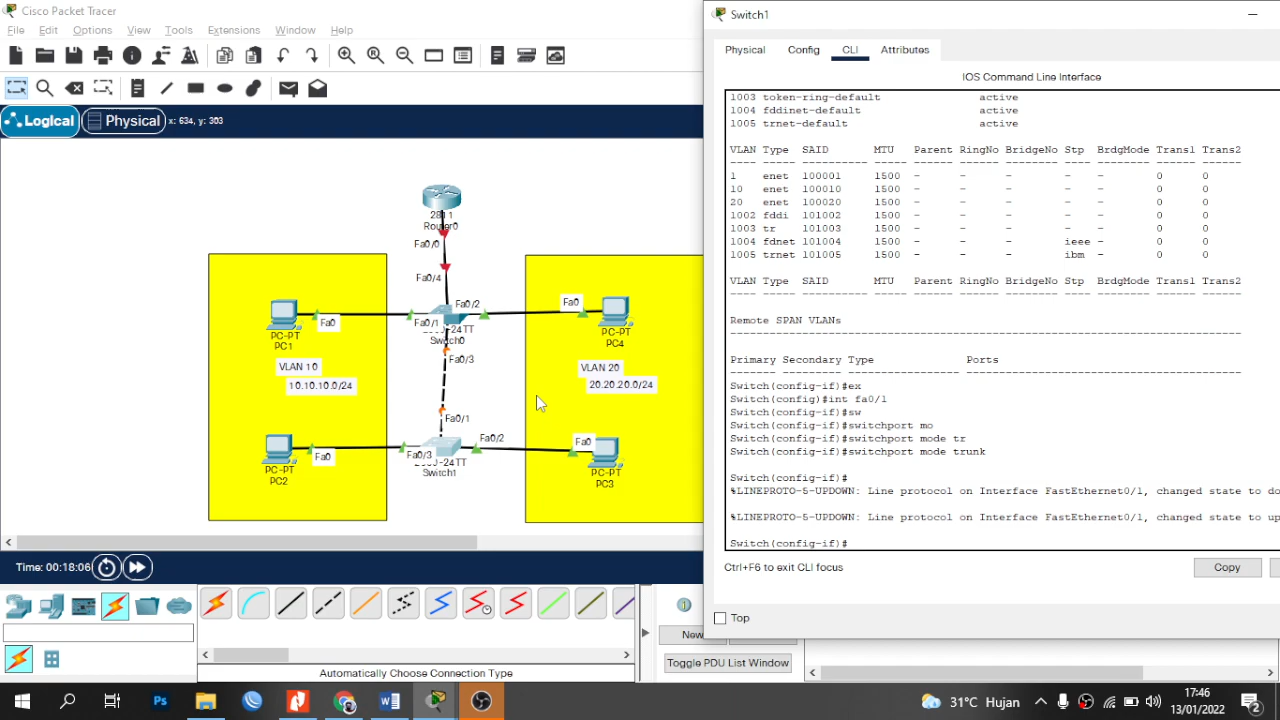 Cisco Packet Tracer
File Edit Options View Tools Extensions Window Help
Logical Physical x: 634, y: 303
2811
Router0
Fa0/0
Fa0/4
Fa0/2
Fa0
Fa0
Fa0/1
Switch0
PC-PT
PC1
PC-PT
PC4
Fa0/3
VLAN 10
10.10.10.0/24
VLAN 20
20.20.20.0/24
Fa0/1
Fa0/2
Fa0
Fa0
Fa0/3
Switch1
PC-PT
PC2
PC-PT
PC3
Time: 00:18:06
Automatically Choose Connection Type
New
Toggle PDU List Window
Switch1
Physical Config CLI Attributes
IOS Command Line Interface
1003 token-ring-default active
1004 fddinet-default active
1005 trnet-default active
VLAN Type SAID MTU Parent RingNo BridgeNo Stp BrdgMode Trans1 Trans2
---- ----- ---------- ----- ------ ------ -------- ---- -------- ------ ------
1 enet 100001 1500 - - - - - 0 0
10 enet 100010 1500 - - - - - 0 0
20 enet 100020 1500 - - - - - 0 0
1002 fddi 101002 1500 - - - - - 0 0
1003 tr 101003 1500 - - - - - 0 0
1004 fdnet 101004 1500 - - - ieee - 0 0
1005 trnet 101005 1500 - - - ibm - 0 0
VLAN Type SAID MTU Parent RingNo BridgeNo Stp BrdgMode Trans1 Trans2
---- ----- ---------- ----- ------ ------ -------- ---- -------- ------ ------
Remote SPAN VLANs
------------------------------------------------------------------------------
Primary Secondary Type Ports
------- --------- ----------------- ------------------------------------------
Switch(config-if)#ex
Switch(config)#int fa0/1
Switch(config-if)#sw
Switch(config-if)#switchport mo
Switch(config-if)#switchport mode tr
Switch(config-if)#switchport mode trunk
Switch(config-if)#
%LINEPROTO-5-UPDOWN: Line protocol on Interface FastEthernet0/1, changed state to do
%LINEPROTO-5-UPDOWN: Line protocol on Interface FastEthernet0/1, changed state to up
Switch(config-if)#
Ctrl+F6 to exit CLI focus
Copy
Top
31°C Hujan
17:46
13/01/2022
2